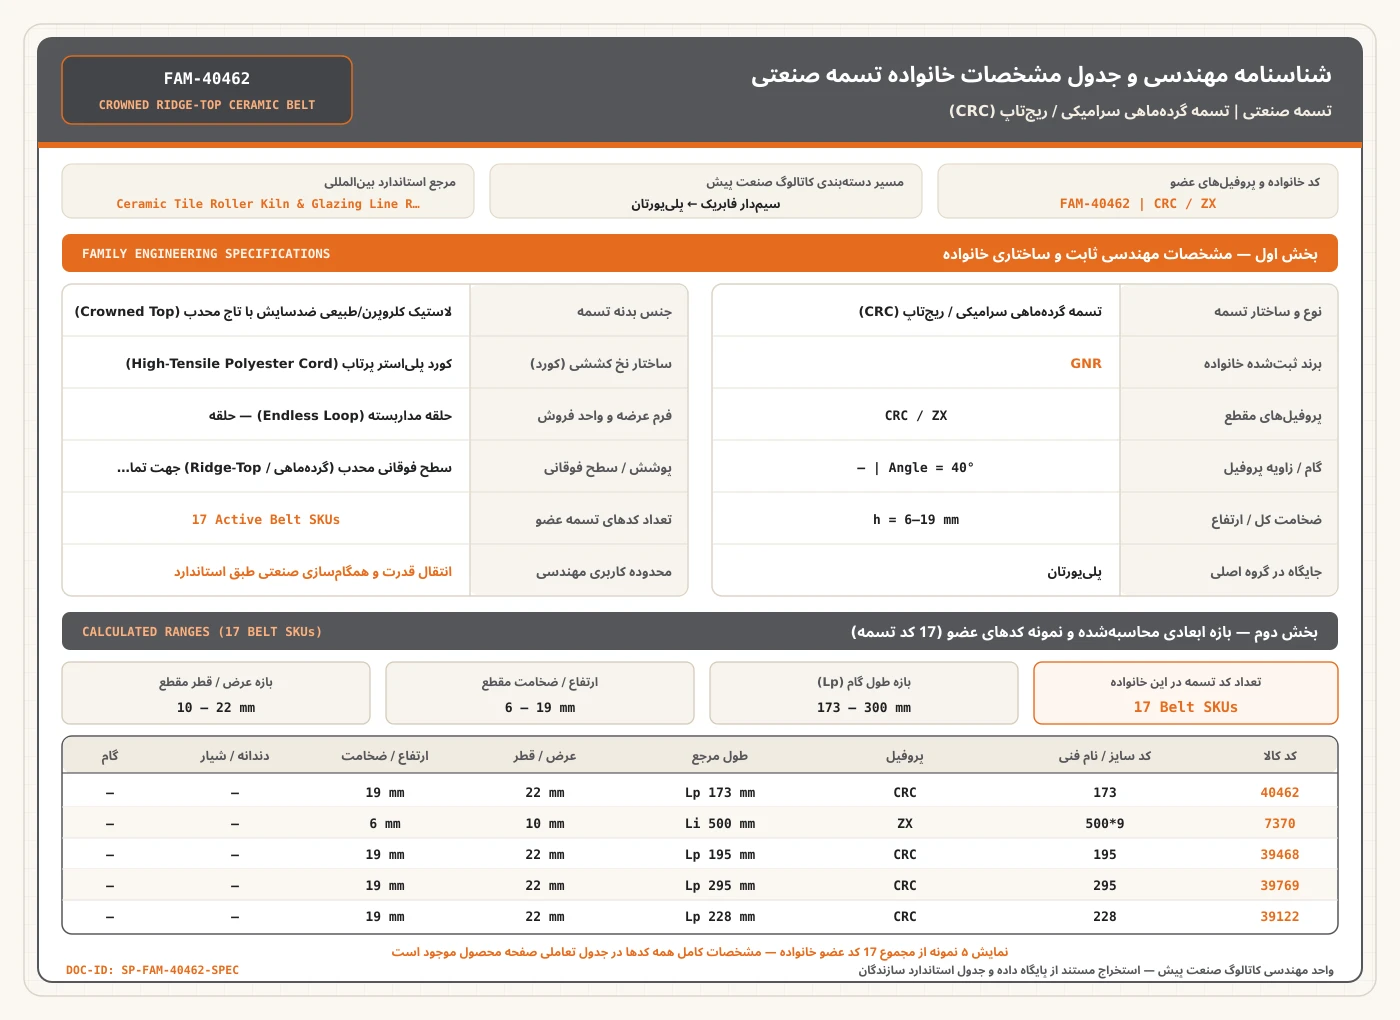 شناسنامه مهندسی و جدول مشخصات خانواده تسمه صنعتی
تسمه صنعتی | تسمه گرده‌ماهی سرامیکی / ریج‌تاپ (CRC)
FAM-40462
CROWNED RIDGE-TOP CERAMIC BELT
کد خانواده و پروفیل‌های عضو
FAM-40462 | CRC / ZX
مسیر دسته‌بندی کاتالوگ صنعت پیش
سیم‌دار فابریک ← پلی‌یورتان
مرجع استاندارد بین‌المللی
Ceramic Tile Roller Kiln & Glazing Line R…
بخش اول — مشخصات مهندسی ثابت و ساختاری خانواده
FAMILY ENGINEERING SPECIFICATIONS
نوع و ساختار تسمه
تسمه گرده‌ماهی سرامیکی / ریج‌تاپ (CRC)
برند ثبت‌شده خانواده
GNR
پروفیل‌های مقطع
CRC / ZX
گام / زاویه پروفیل
— | Angle = 40°
ضخامت کل / ارتفاع
h = 6–19 mm
جایگاه در گروه اصلی
پلی‌یورتان
جنس بدنه تسمه
لاستیک کلروپرن/طبیعی ضدسایش با تاج محدب (Crowned Top)
ساختار نخ کششی (کورد)
کورد پلی‌استر پرتاب (High-Tensile Polyester Cord)
فرم عرضه و واحد فروش
حلقه مداربسته (Endless Loop) — حلقه
پوشش / سطح فوقانی
سطح فوقانی محدب (گرده‌ماهی / Ridge-Top) جهت تما…
تعداد کدهای تسمه عضو
17 Active Belt SKUs
محدوده کاربری مهندسی
انتقال قدرت و همگام‌سازی صنعتی طبق استاندارد
بخش دوم — بازه ابعادی محاسبه‌شده و نمونه کدهای عضو (17 کد تسمه)
CALCULATED RANGES (17 BELT SKUs)
تعداد کد تسمه در این خانواده
17 Belt SKUs
بازه طول گام (Lp)
173 – 300 mm
ارتفاع / ضخامت مقطع
6 – 19 mm
بازه عرض / قطر مقطع
10 – 22 mm
کد کالا کد سایز / نام فنی پروفیل طول مرجع عرض / قطر ارتفاع / ضخامت دندانه / شیار گام
40462 173 CRC Lp 173 mm 22 mm 19 mm — —
7370 500*9 ZX Li 500 mm 10 mm 6 mm — —
39468 195 CRC Lp 195 mm 22 mm 19 mm — —
39769 295 CRC Lp 295 mm 22 mm 19 mm — —
39122 228 CRC Lp 228 mm 22 mm 19 mm — —
نمایش ۵ نمونه از مجموع 17 کد عضو خانواده — مشخصات کامل همه کدها در جدول تعاملی صفحه محصول موجود است
واحد مهندسی کاتالوگ صنعت پیش — استخراج مستند از پایگاه داده و جدول استاندارد سازندگان
DOC-ID: SP-FAM-40462-SPEC